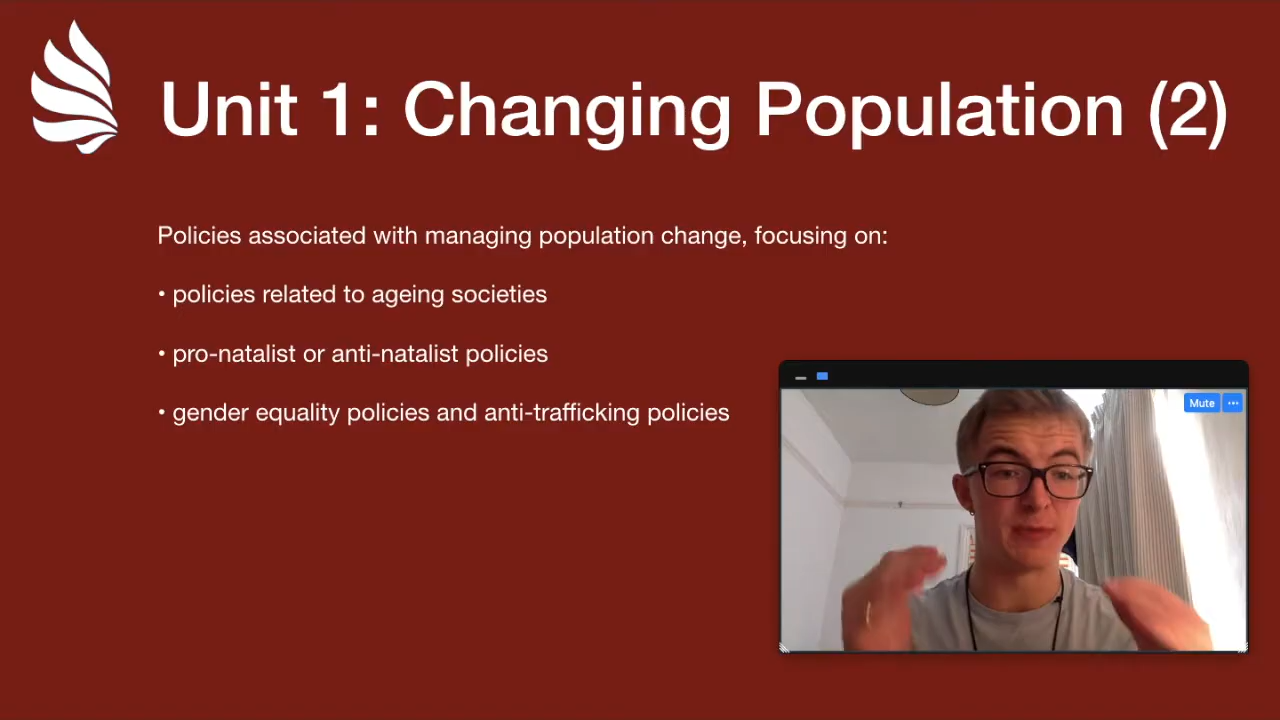 Unit 1: Changing Population (2)
Policies associated with managing population change, focusing on:
• policies related to ageing societies
• pro-natalist or anti-natalist policies
• gender equality policies and anti-trafficking policies
Mute